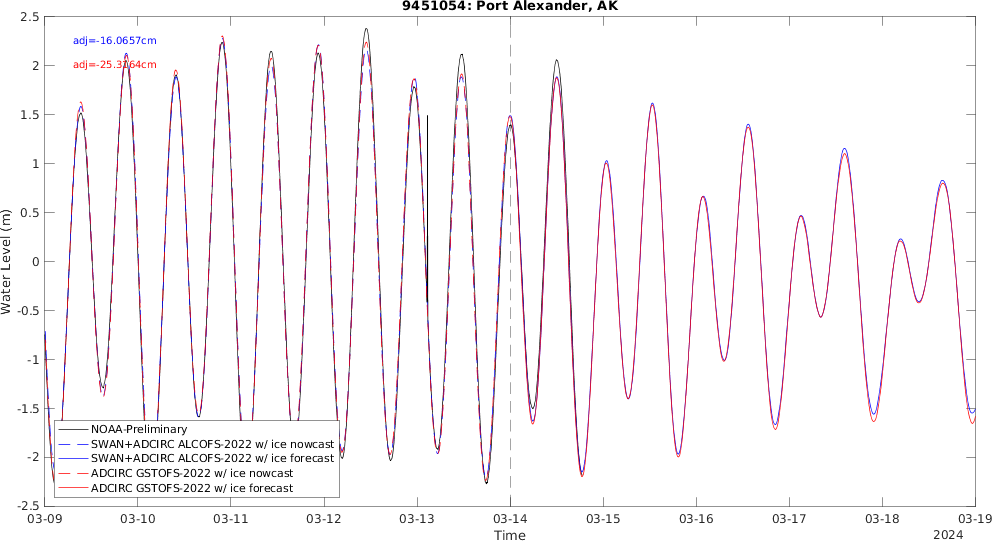 9451054: Port Alexander, AK
adj=-16.0657cm
adj=-25.3764cm
2.5
2
1.5
1
0.5
0
-0.5
-1
-1.5
-2
-2.5
Water Level (m)
NOAA-Preliminary
SWAN+ADCIRC ALCOFS-2022 w/ ice nowcast
SWAN+ADCIRC ALCOFS-2022 w/ ice forecast
ADCIRC GSTOFS-2022 w/ ice nowcast
ADCIRC GSTOFS-2022 w/ ice forecast
03-09 03-10 03-11 03-12 03-13 03-14 03-15 03-16 03-17 03-18 03-19
Time
2024